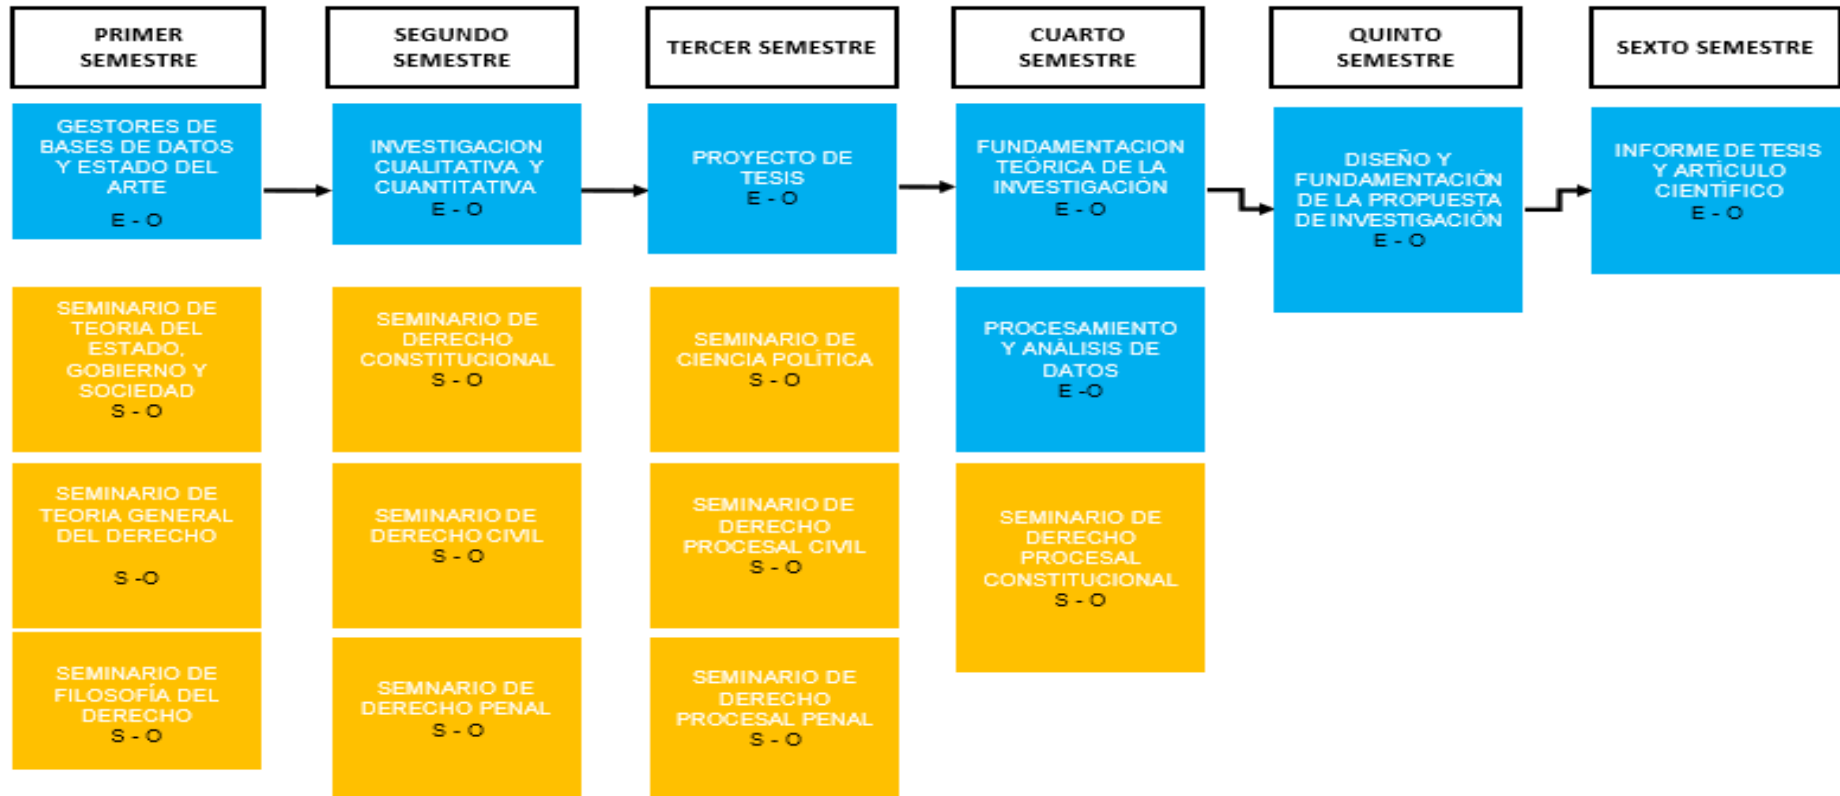 PRIMER
SEMESTRE
SEGUNDO
SEMESTRE
TERCER SEMESTRE
CUARTO
SEMESTRE
QUINTO
SEMESTRE
SEXTO SEMESTRE
GESTORES DE
BASES DE DATOS
Y ESTADO DEL
ARTE
E - O
INVESTIGACION
CUALITATIVA Y
CUANTITATIVA
E - O
PROYECTO DE
TESIS
E - O
FUNDAMENTACION
TEÓRICA DE LA
INVESTIGACIÓN
E - O
DISEÑO Y
FUNDAMENTACIÓN
DE LA PROPUESTA
DE INVESTIGACIÓN
E - O
INFORME DE TESIS
Y ARTÍCULO
CIENTÍFICO
E - O
SEMINARIO DE
TEORIA DEL
ESTADO,
GOBIERNO Y
SOCIEDAD
S - O
SEMINARIO DE
DERECHO
CONSTITUCIONAL
S - O
SEMINARIO DE
CIENCIA POLÍTICA
S - O
PROCESAMIENTO
Y ANÁLISIS DE
DATOS
E -O
SEMINARIO DE
TEORIA GENERAL
DEL DERECHO
S -O
SEMINARIO DE
DERECHO CIVIL
S - O
SEMINARIO DE
DERECHO
PROCESAL CIVIL
S - O
SEMINARIO DE
DERECHO
PROCESAL
CONSTITUCIONAL
S - O
SEMINARIO DE
FILOSOFÍA DEL
DERECHO
S - O
SEMNARIO DE
DERECHO PENAL
S - O
SEMINARIO DE
DERECHO
PROCESAL PENAL
S - O